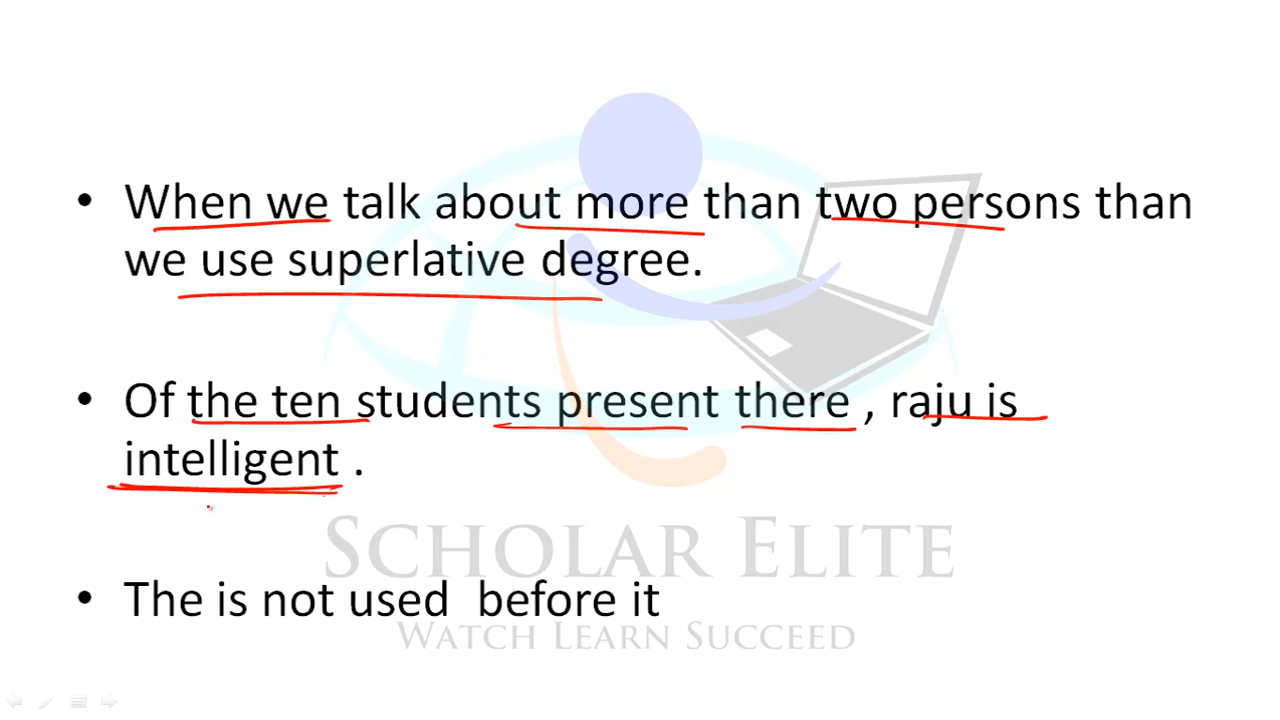 • When we talk about more than two persons than
we use superlative degree.
• Of the ten students present there , raju is
intelligent .
SCHOLAR ELITE
• The is not used before it
WATCH LEARN SUCCEED